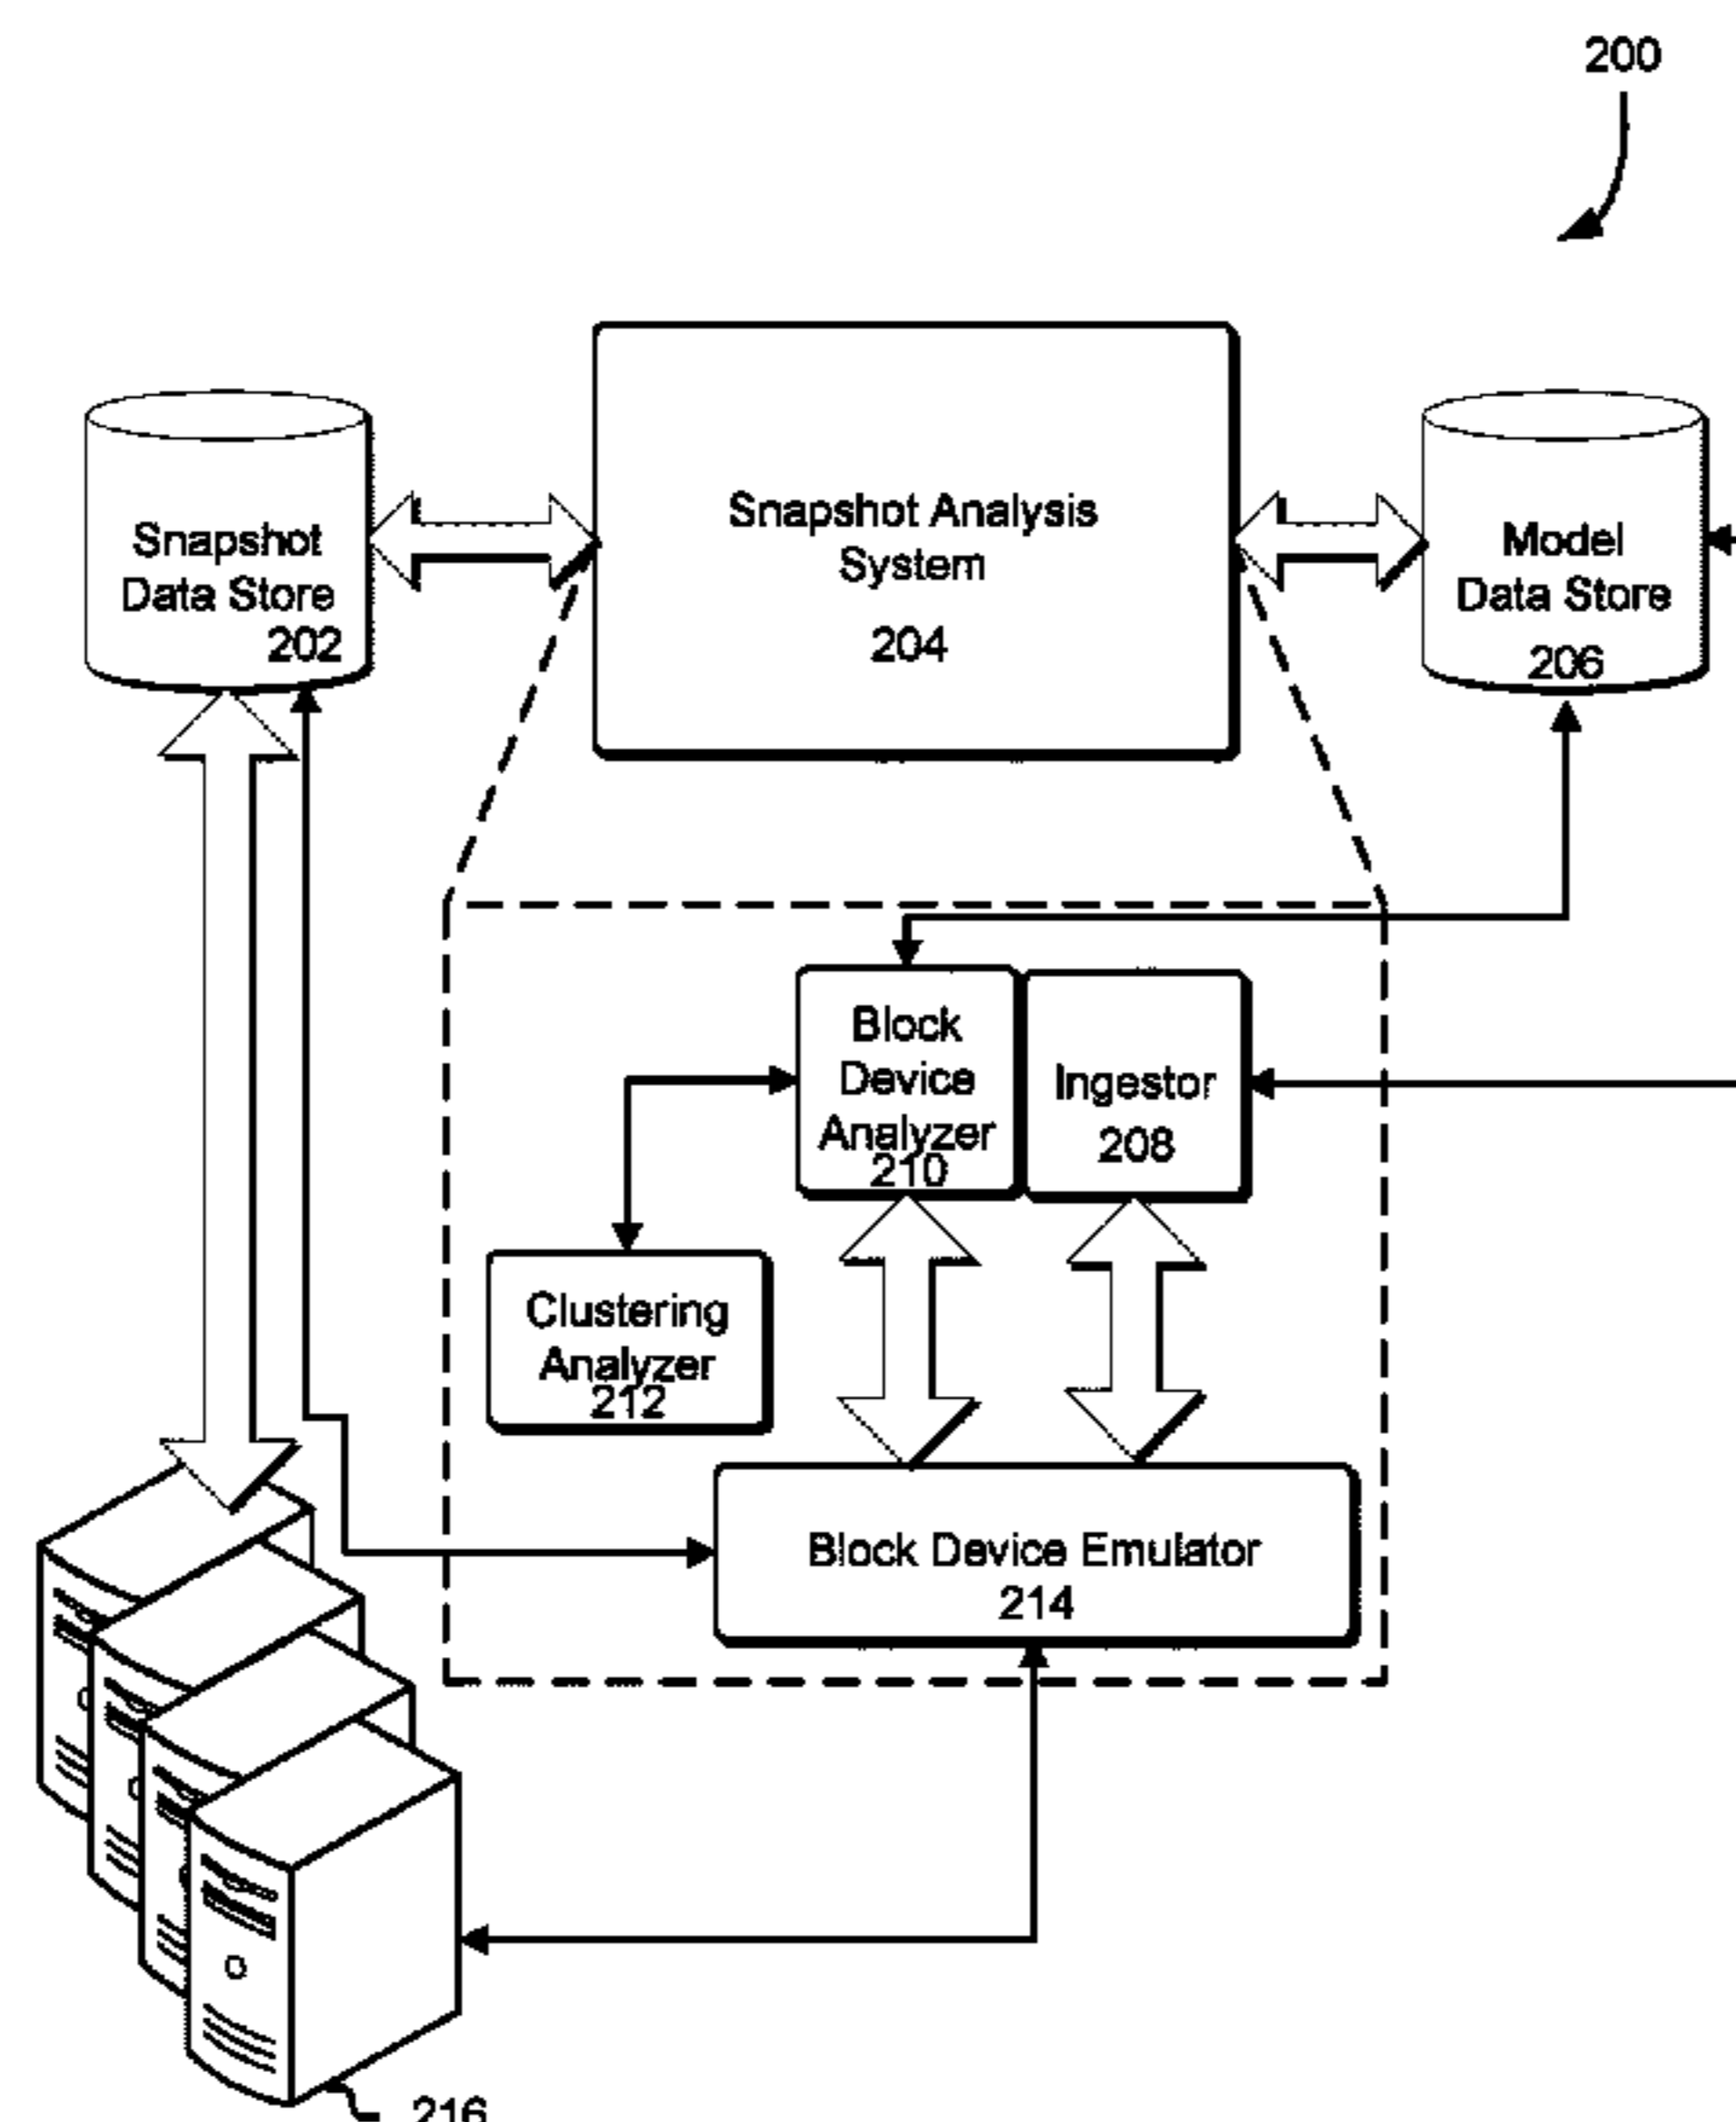 200
Snapshot
Data Store
202
Snapshot Analysis
System
204
Model
Data Store
206
Block
Device
Analyzer
210
Ingestor
208
Clustering
Analyzer
212
Block Device Emulator
214
216